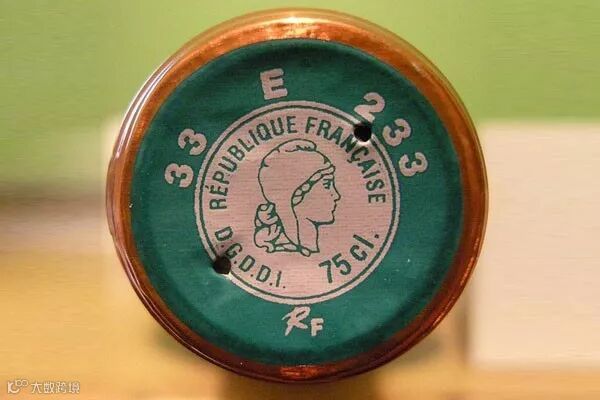 33 E 233
RÉPUBLIQUE FRANÇAISE
D.G.D.D.I. 75 cl.
RF
大数跨境